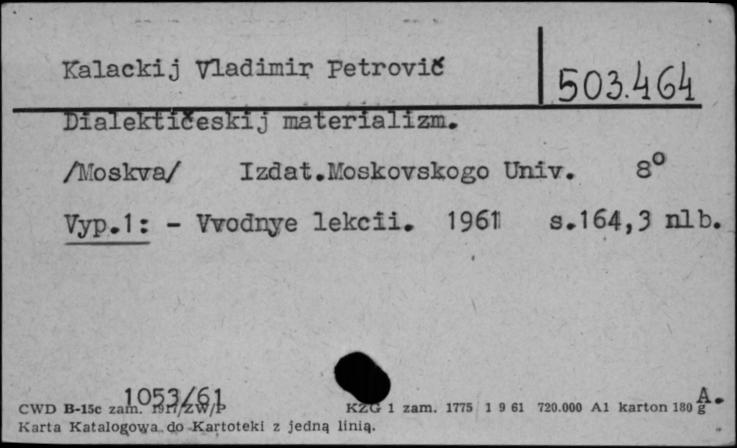 Kalackij Vladimir Petrovič
503.464
Dialektičeskij materializm.
/Moskva/ Izdat.Moskovskogo Univ. 8°
Vyp.1: - Vvodnye lekcii. 1961 s.164,3 nlb.
1053/61
A.
CWD B-15c zam. /ZW/P KZG 1 zam. 1775 1 9 61 720.000 A1 karton 180 g
Karta Katalogowa do Kartoteki z jedną linią.